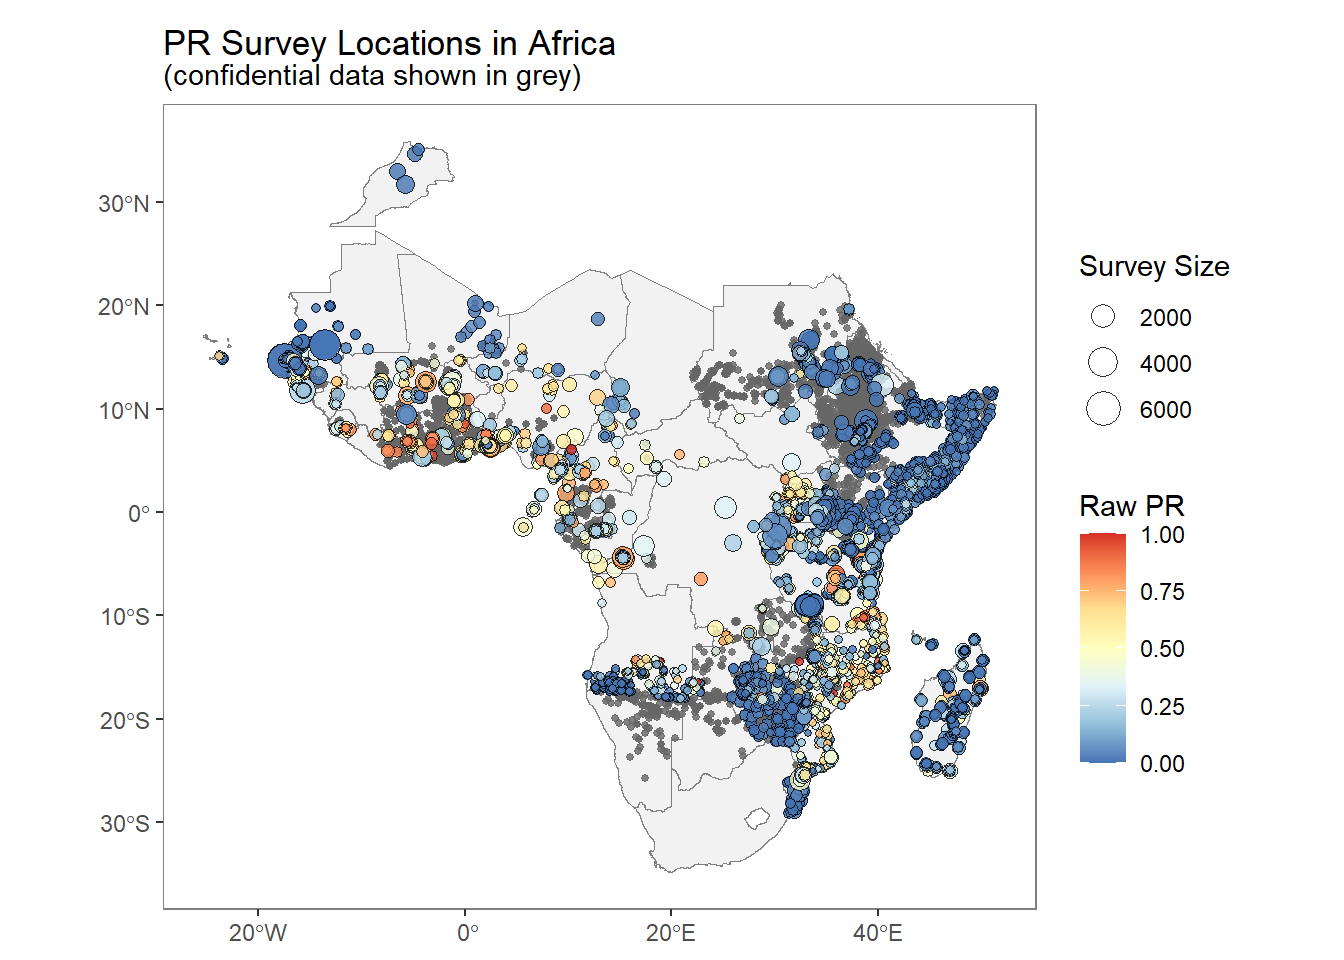 PR Survey Locations in Africa
(confidential data shown in grey)
30°N
20°N
10°N
0°
10°S
20°S
30°S
20°W
0°
20°E
40°E
Survey Size
2000
4000
6000
Raw PR
1.00
0.75
0.50
0.25
0.00